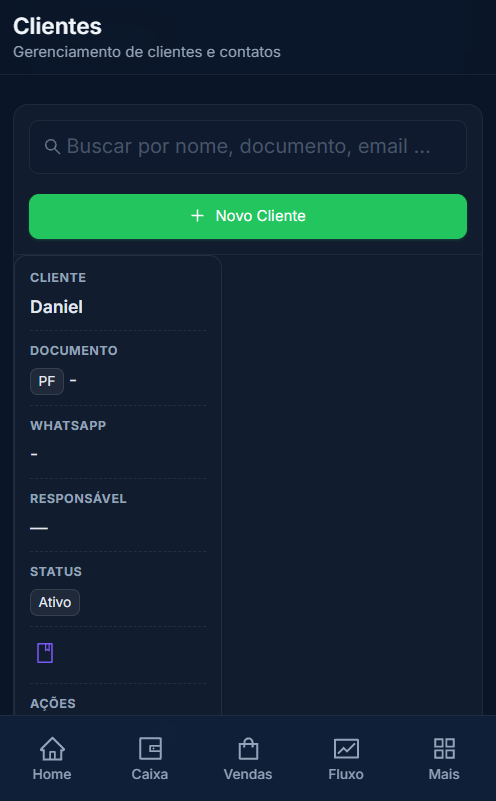 Clientes
Gerenciamento de clientes e contatos
Buscar por nome, documento, email ...
+ Novo Cliente
CLIENTE
Daniel
DOCUMENTO
PF -
WHATSAPP
-
RESPONSÁVEL
—
STATUS
Ativo
AÇÕES
Home Caixa Vendas Fluxo Mais